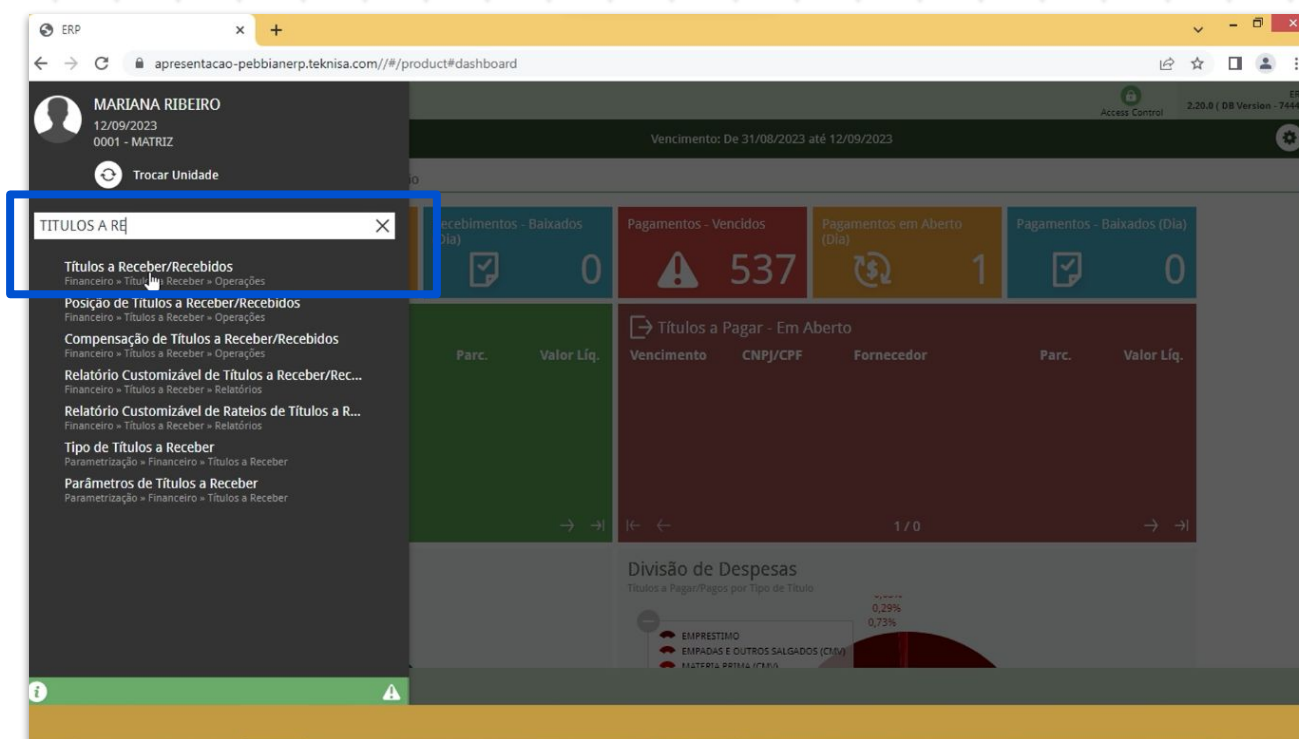 ERP
apresentacao-pebbianerp.teknisa.com//#/product#dashboard
MARIANA RIBEIRO
12/09/2023
0001 - MATRIZ
Trocar Unidade
Access Control
2.20.0 ( DB Version - 7444
Vencimento: De 31/08/2023 até 12/09/2023
TITULOS A RE
Títulos a Receber/Recebidos
Financeiro » Títulos a Receber » Operações
Posição de Títulos a Receber/Recebidos
Financeiro » Títulos a Receber » Operações
Compensação de Títulos a Receber/Recebidos
Financeiro » Títulos a Receber » Operações
Relatório Customizável de Títulos a Receber/Rec...
Financeiro » Títulos a Receber » Relatórios
Relatório Customizável de Rateios de Títulos a R...
Financeiro » Títulos a Receber » Relatórios
Tipo de Títulos a Receber
Parametrização » Financeiro » Títulos a Receber
Parâmetros de Títulos a Receber
Parametrização » Financeiro » Títulos a Receber
- Baixados
0
Pagamentos - Vencidos
537
Pagamentos em Aberto (Dia)
1
Pagamentos - Baixados (Dia)
0
Parc. Valor Líq.
Títulos a Pagar - Em Aberto
Vencimento CNPJ/CPF Fornecedor Parc. Valor Líq.
1 / 0
Divisão de Despesas
Títulos a Pagar/Pagos por Tipo de Título
0,29%
0,73%
EMPRESTIMO
EMPADAS E OUTROS SALGADOS (CMV)
MATERIA PRIMA (CMV)